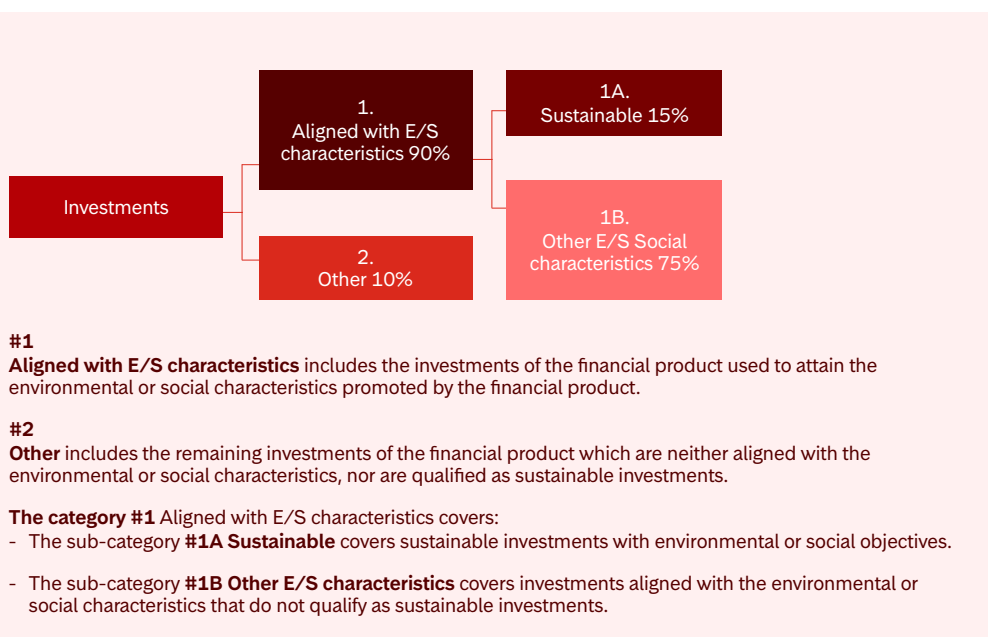 Investments
1.
Aligned with E/S
characteristics 90%
2.
Other 10%
1A.
Sustainable 15%
1B.
Other E/S Social
characteristics 75%
#1
Aligned with E/S characteristics includes the investments of the financial product used to attain the
environmental or social characteristics promoted by the financial product.
#2
Other includes the remaining investments of the financial product which are neither aligned with the
environmental or social characteristics, nor are qualified as sustainable investments.
The category #1 Aligned with E/S characteristics covers:
- The sub-category #1A Sustainable covers sustainable investments with environmental or social objectives.
- The sub-category #1B Other E/S characteristics covers investments aligned with the environmental or
social characteristics that do not qualify as sustainable investments.